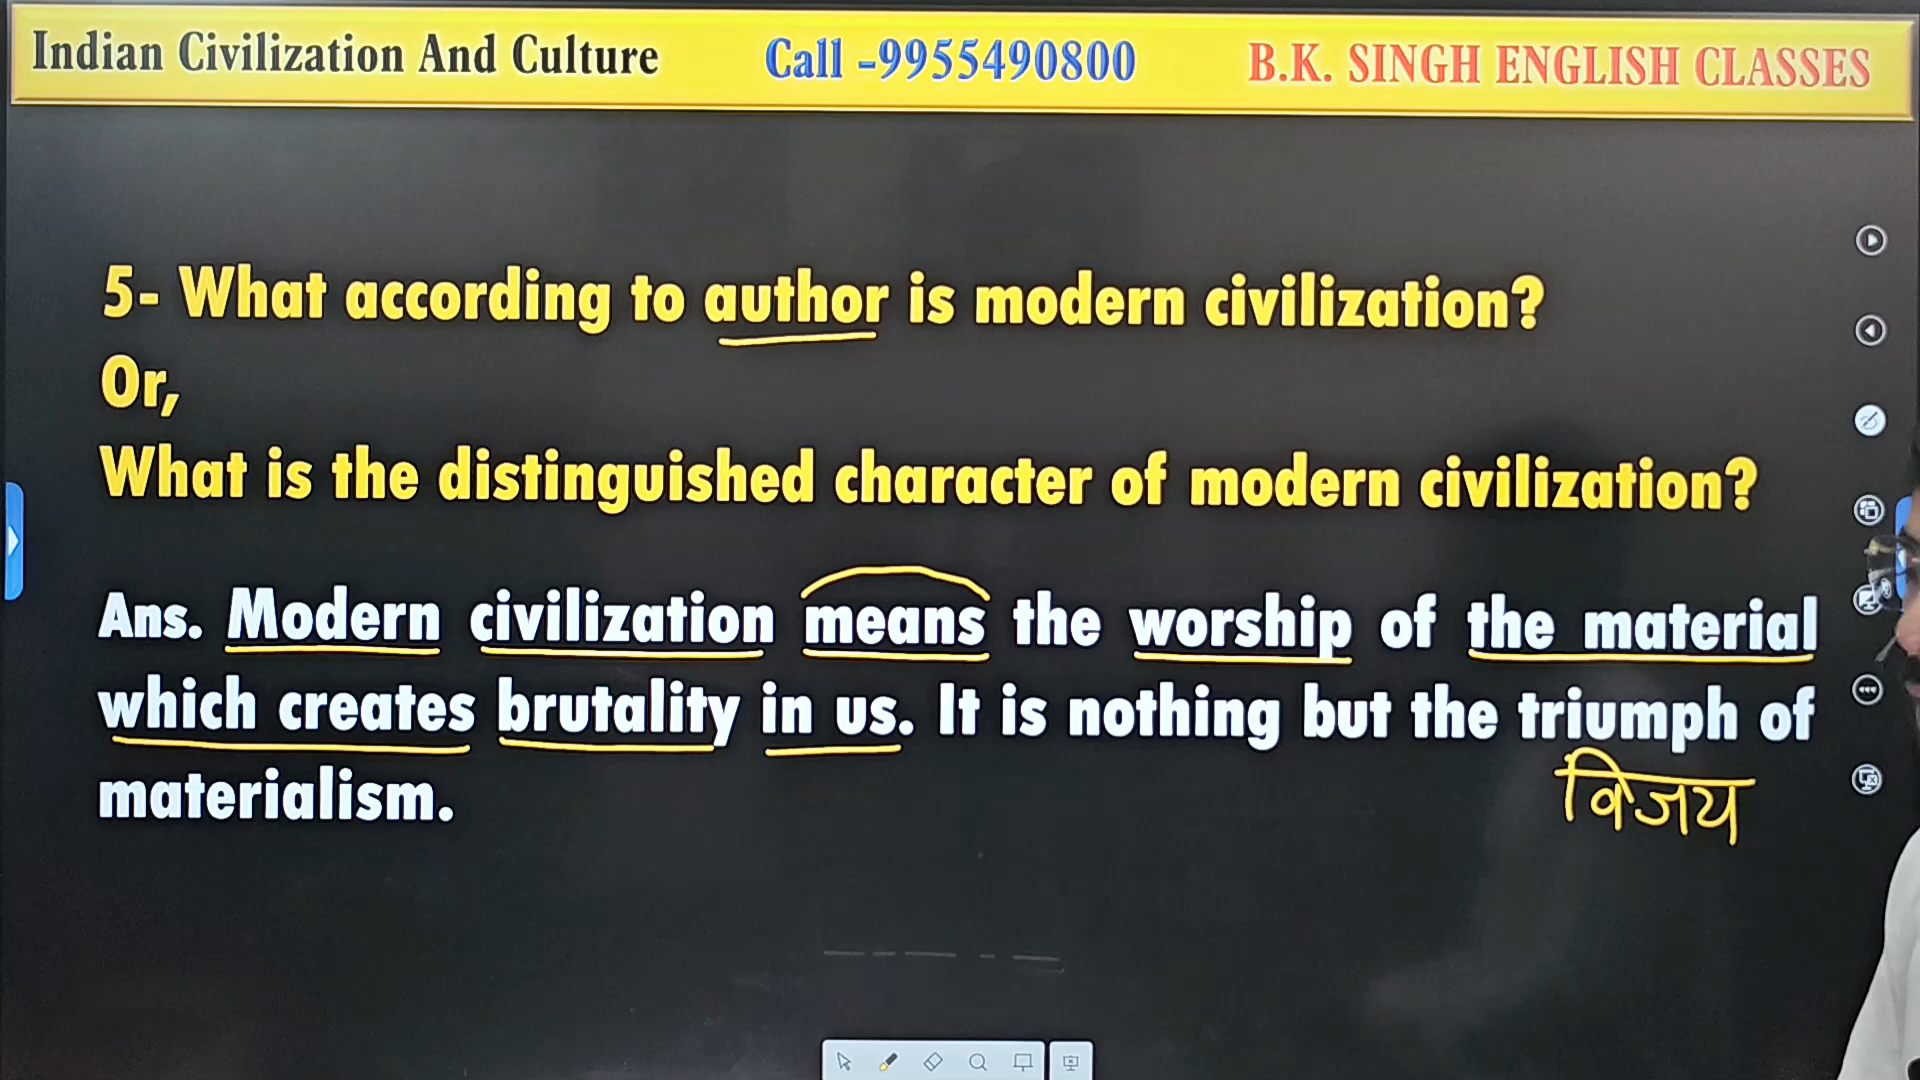 Indian Civilization And Culture Call -9955490800 B.K. SINGH ENGLISH CLASSES
5- What according to author is modern civilization?
Or,
What is the distinguished character of modern civilization?
Ans. Modern civilization means the worship of the material
which creates brutality in us. It is nothing but the triumph of
विजय
materialism.